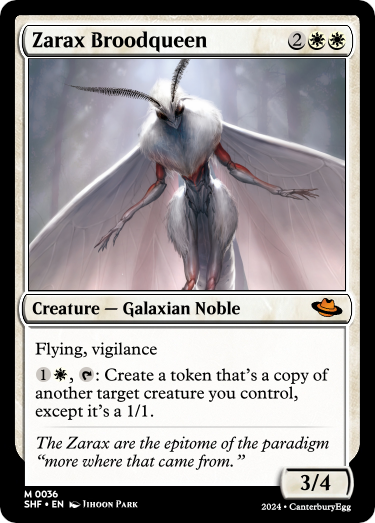 Zarax Broodqueen 2
Creature — Galaxian Noble
Flying, vigilance
1, : Create a token that's a copy of
another target creature you control,
except it's a 1/1.
The Zarax are the epitome of the paradigm
“more where that came from.”
3/4
M 0036
SHF • EN Jihoon Park
2024 • CanterburyEgg